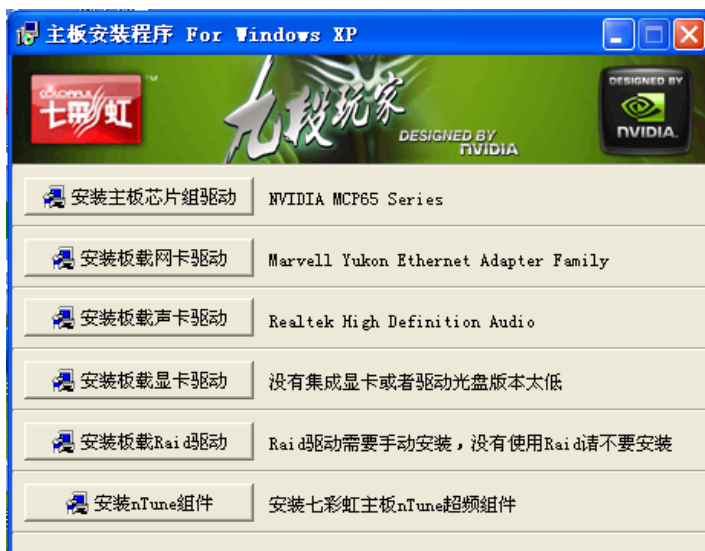 主板安装程序 For Windows XP
COLORFUL
七彩虹
TM
九段玩家
DESIGNED BY
NVIDIA
DESIGNED BY
NVIDIA.
安装主板芯片组驱动 NVIDIA MCP65 Series
安装板载网卡驱动 Marvell Yukon Ethernet Adapter Family
安装板载声卡驱动 Realtek High Definition Audio
安装板载显卡驱动 没有集成显卡或者驱动光盘版本太低
安装板载Raid驱动 Raid驱动需要手动安装，没有使用Raid请不要安装
安装nTune组件 安装七彩虹主板nTune超频组件